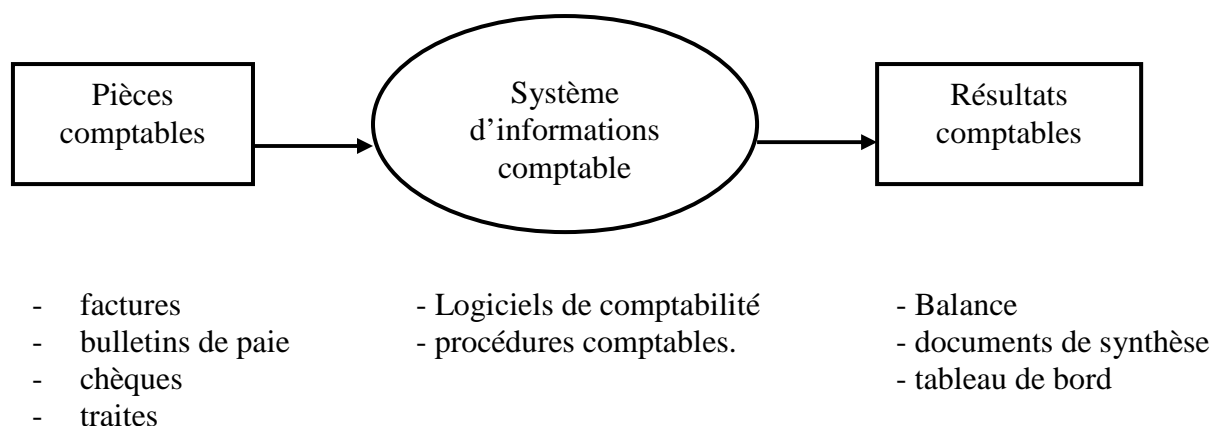 Pièces
comptables
Système
d’informations
comptable
Résultats
comptables
- factures
- bulletins de paie
- chèques
- traites
- Logiciels de comptabilité
- procédures comptables.
- Balance
- documents de synthèse
- tableau de bord